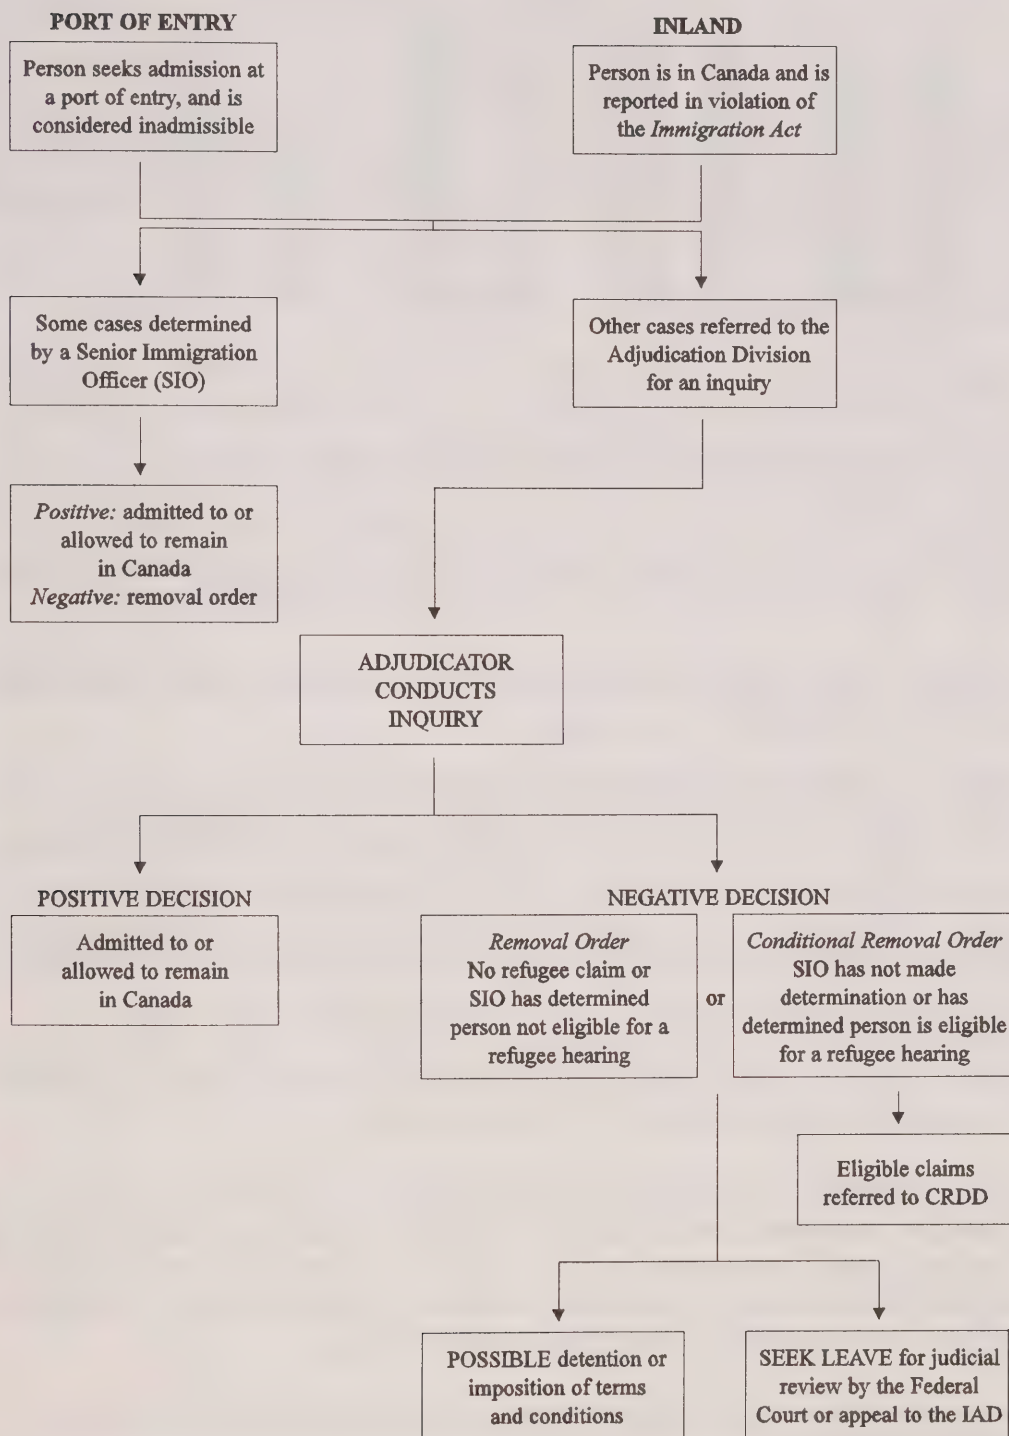 PORT OF ENTRY
Person seeks admission at
a port of entry, and is
considered inadmissible
INLAND
Person is in Canada and is
reported in violation of
the Immigration Act
Some cases determined
by a Senior Immigration
Officer (SIO)
Other cases referred to the
Adjudication Division
for an inquiry
Positive: admitted to or
allowed to remain
in Canada
Negative: removal order
ADJUDICATOR
CONDUCTS
INQUIRY
POSITIVE DECISION
Admitted to or
allowed to remain
in Canada
NEGATIVE DECISION
Removal Order
No refugee claim or
SIO has determined
person not eligible for a
refugee hearing
or
Conditional Removal Order
SIO has not made
determination or has
determined person is eligible
for a refugee hearing
Eligible claims
referred to CRDD
POSSIBLE detention or
imposition of terms
and conditions
SEEK LEAVE for judicial
review by the Federal
Court or appeal to the IAD